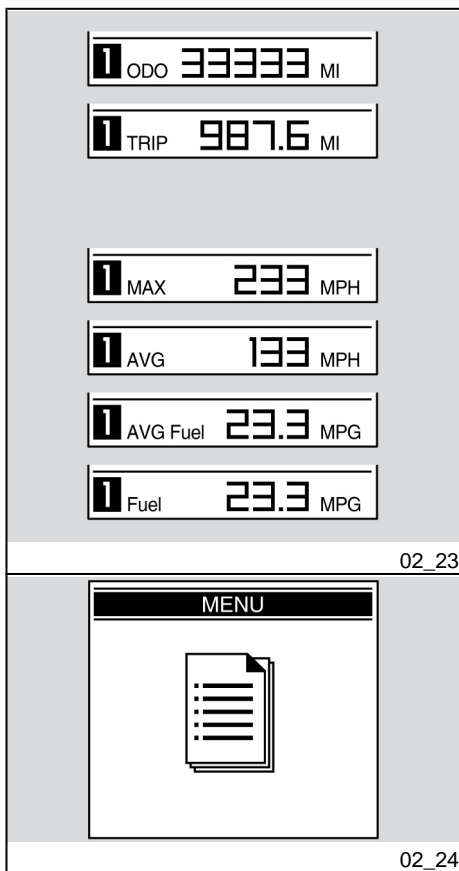 1 ODO 33333 MI
1 TRIP 987.6 MI
1 MAX 233 MPH
1 AVG 133 MPH
1 AVG Fuel 23.3 MPG
1 Fuel 23.3 MPG
02_23
MENU
02_24